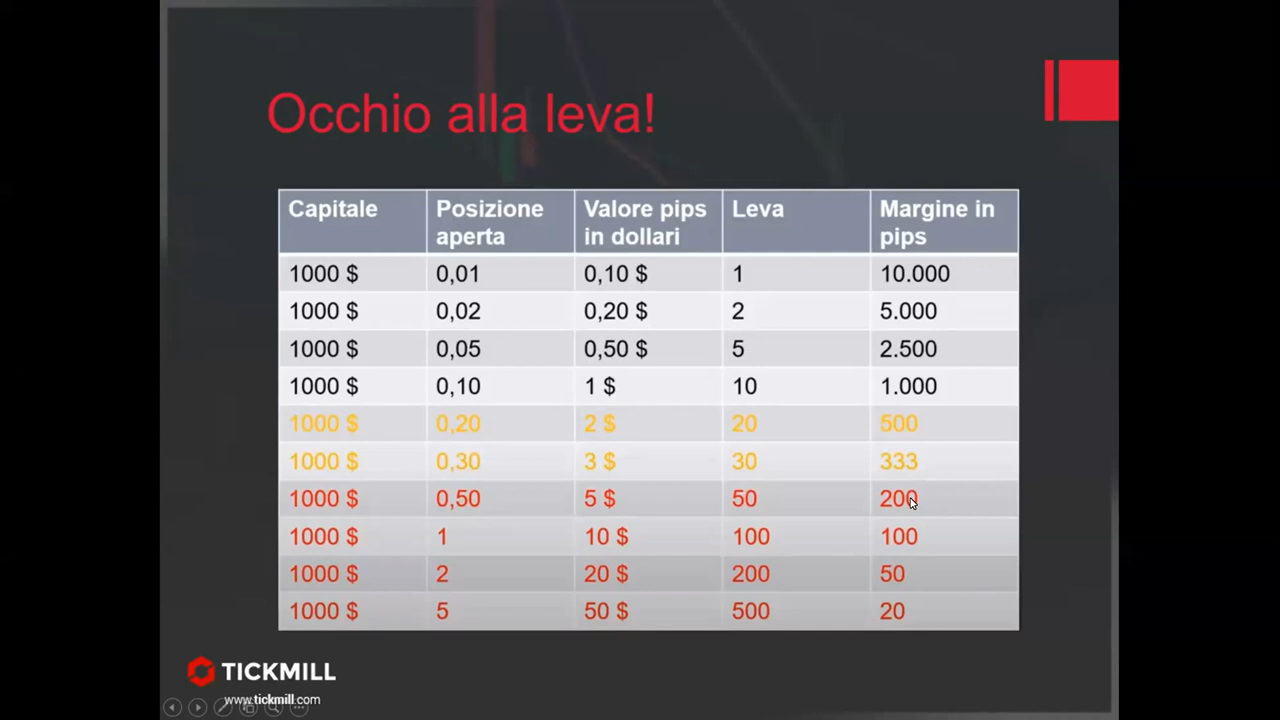 Occhio alla leva!
Capitale
Posizione aperta
Valore pips in dollari
Leva
Margine in pips
1000 $ 0,01 0,10 $ 1 10.000
1000 $ 0,02 0,20 $ 2 5.000
1000 $ 0,05 0,50 $ 5 2.500
1000 $ 0,10 1 $ 10 1.000
1000 $ 0,20 2 $ 20 500
1000 $ 0,30 3 $ 30 333
1000 $ 0,50 5 $ 50 200
1000 $ 1 10 $ 100 100
1000 $ 2 20 $ 200 50
1000 $ 5 50 $ 500 20
TICKMILL
www.tickmill.com